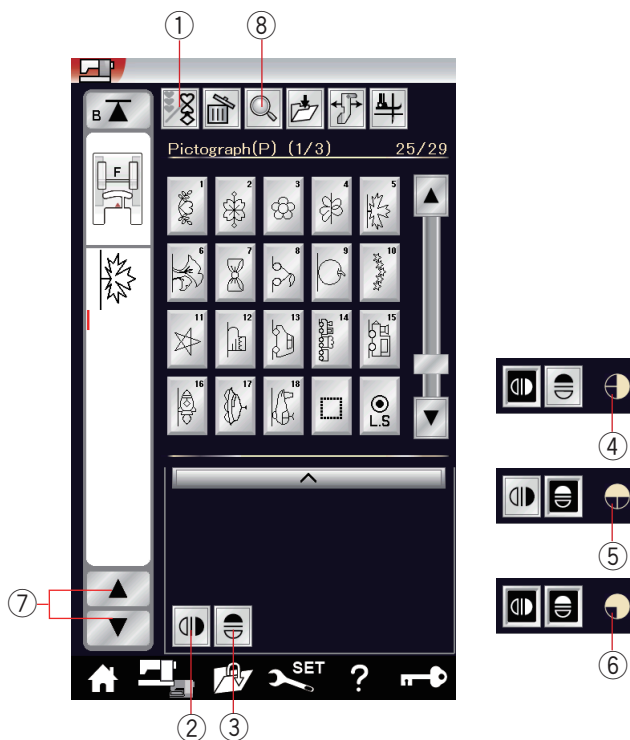 ① ⑧
B
Pictograph(P) (1/3) 25/29
F
1 2 3 4 5
6 7 8 9 10
11 12 13 14 15
16 17 18
L.S
④
⑤
⑦
⑥
SET ?
② ③